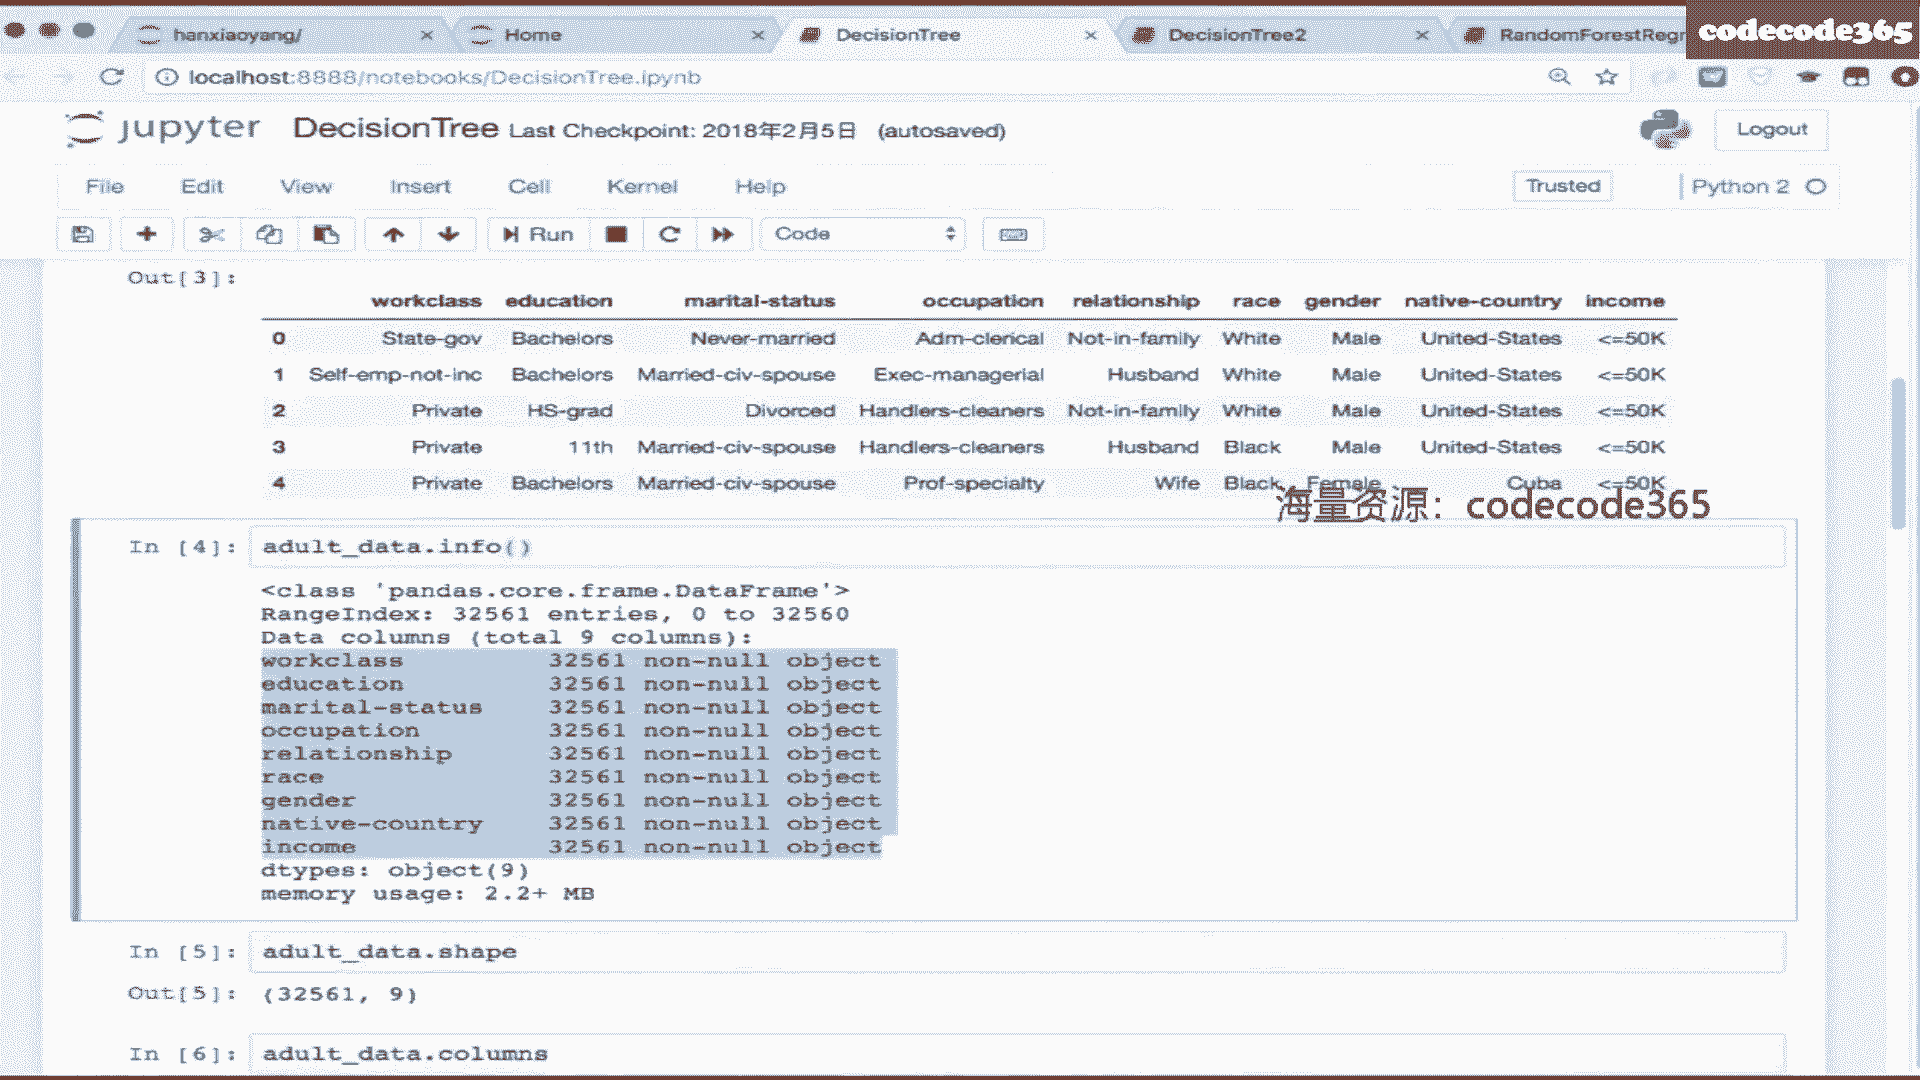 hanxiaoyang/ Home DecisionTree DecisionTree2 RandomForestRegr
codecode365
localhost:8888/notebooks/DecisionTree.ipynb
jupyter DecisionTree Last Checkpoint: 2018年2月5日 (autosaved) Logout
File Edit View Insert Cell Kernel Help Trusted Python 2
Run Code
Out[3]:
workclass education marital-status occupation relationship race gender native-country income
0 State-gov Bachelors Never-married Adm-clerical Not-in-family White Male United-States <=50K
1 Self-emp-not-inc Bachelors Married-civ-spouse Exec-managerial Husband White Male United-States <=50K
2 Private HS-grad Divorced Handlers-cleaners Not-in-family White Male United-States <=50K
3 Private 11th Married-civ-spouse Handlers-cleaners Husband Black Male United-States <=50K
4 Private Bachelors Married-civ-spouse Prof-specialty Wife Black Female Cuba <=50K
海量资源：codecode365
In [4]: adult_data.info()
<class 'pandas.core.frame.DataFrame'>
RangeIndex: 32561 entries, 0 to 32560
Data columns (total 9 columns):
workclass 32561 non-null object
education 32561 non-null object
marital-status 32561 non-null object
occupation 32561 non-null object
relationship 32561 non-null object
race 32561 non-null object
gender 32561 non-null object
native-country 32561 non-null object
income 32561 non-null object
dtypes: object(9)
memory usage: 2.2+ MB
In [5]: adult_data.shape
Out[5]: (32561, 9)
In [6]: adult_data.columns